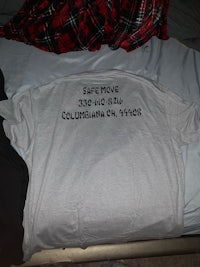 SAFE MOVE
COLUMBIANA OH, 44408